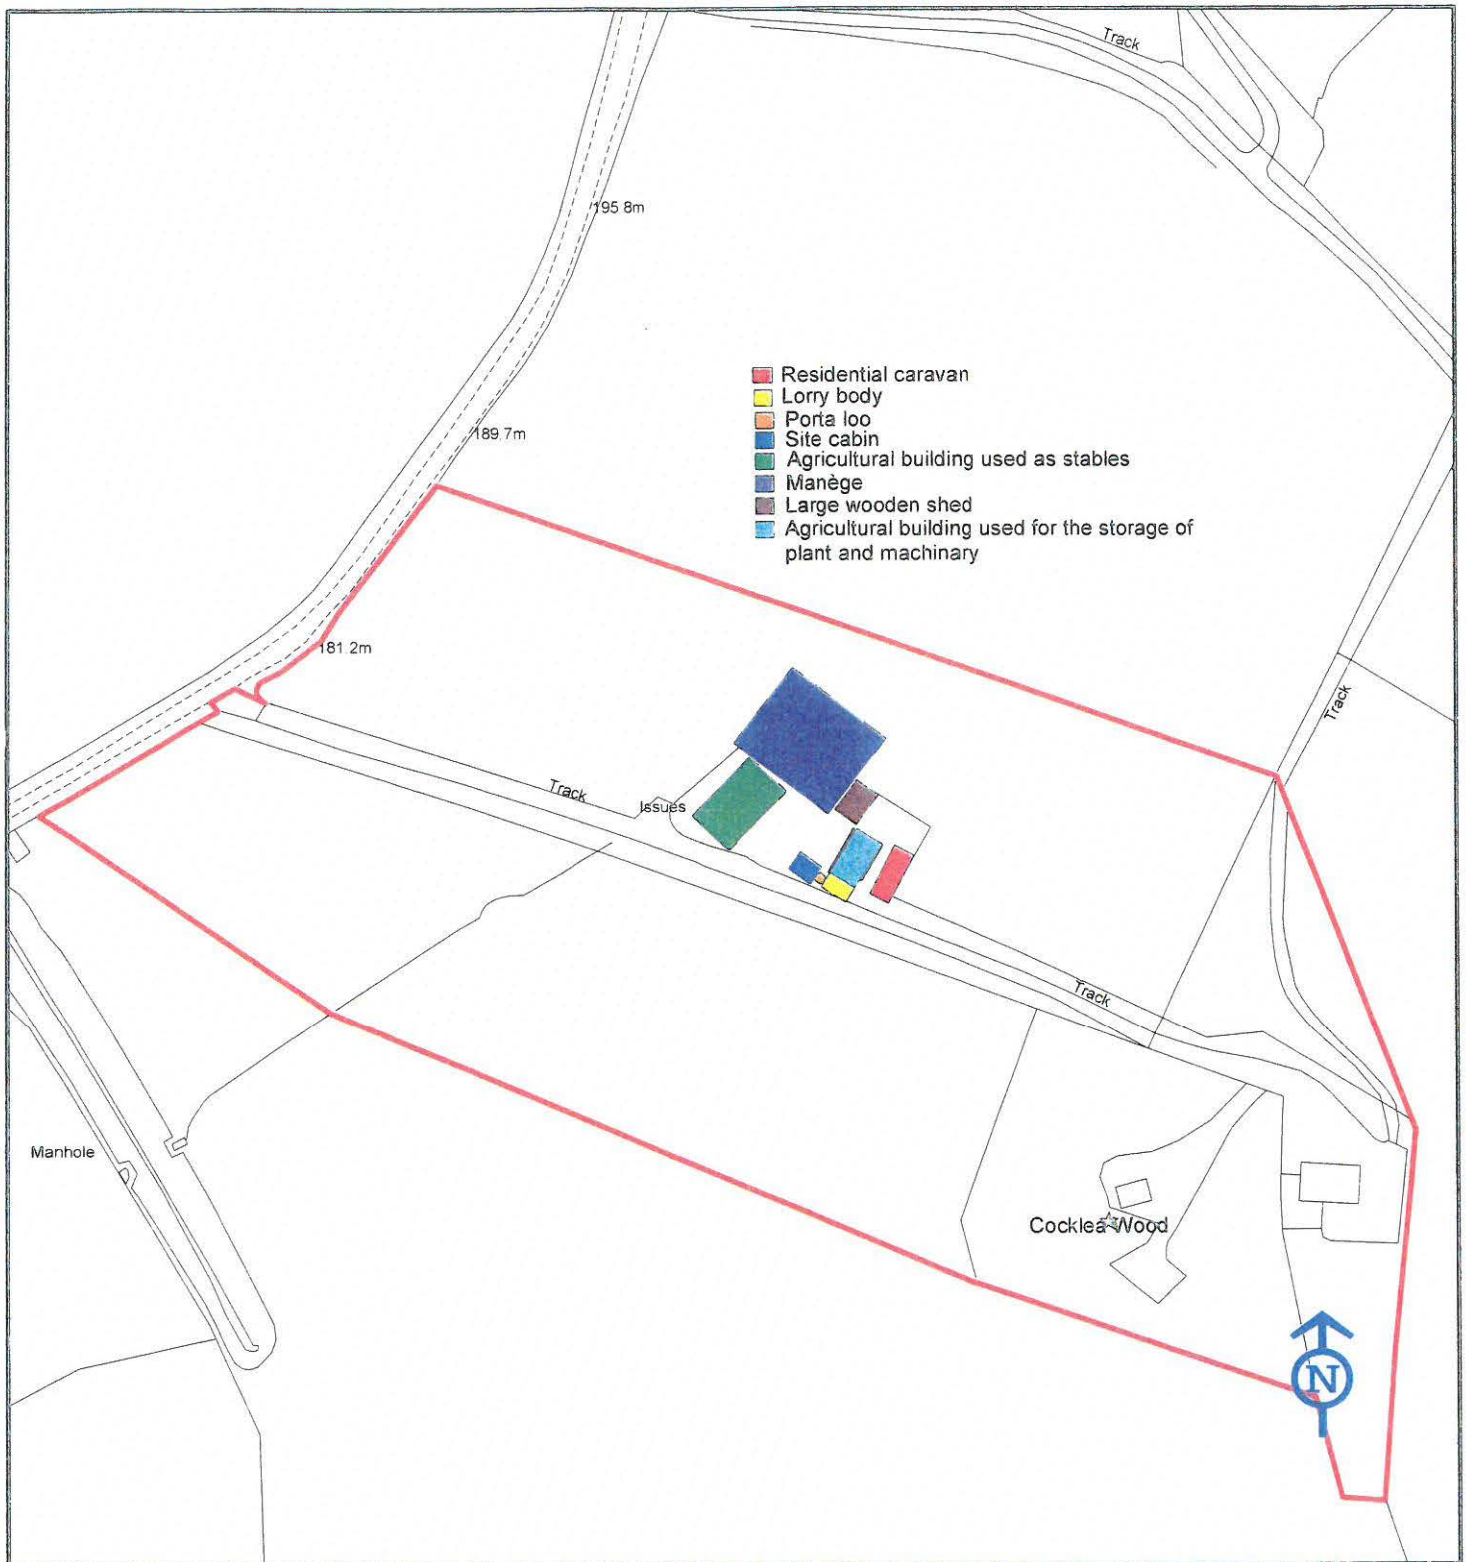 Track
195.8m
Residential caravan
Lorry body
Porta loo
Site cabin
Agricultural building used as stables
Manège
Large wooden shed
Agricultural building used for the storage of
plant and machinary
189.7m
181.2m
Track
Track
Issues
Track
Manhole
Cocklea Wood
N